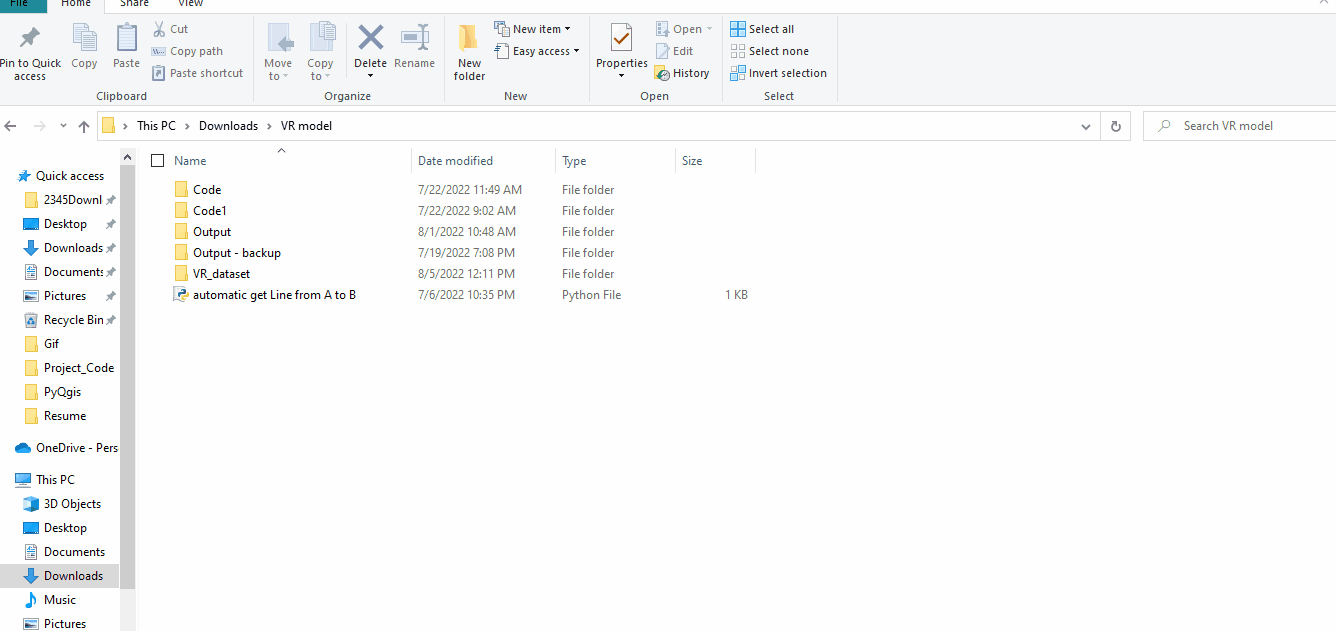 File Home Share View
Pin to Quick access
Copy
Paste
Cut
Copy path
Paste shortcut
Clipboard
Move to
Copy to
Delete
Rename
Organize
New folder
New item
Easy access
New
Properties
Open
Edit
History
Open
Select all
Select none
Invert selection
Select
This PC Downloads VR model
Search VR model
Quick access
2345Downl
Desktop
Downloads
Documents
Pictures
Recycle Bin
Gif
Project_Code
PyQgis
Resume
OneDrive - Pers
This PC
3D Objects
Desktop
Documents
Downloads
Music
Pictures
Name Date modified Type Size
Code 7/22/2022 11:49 AM File folder
Code1 7/22/2022 9:02 AM File folder
Output 8/1/2022 10:48 AM File folder
Output - backup 7/19/2022 7:08 PM File folder
VR_dataset 8/5/2022 12:11 PM File folder
automatic get Line from A to B 7/6/2022 10:35 PM Python File 1 KB